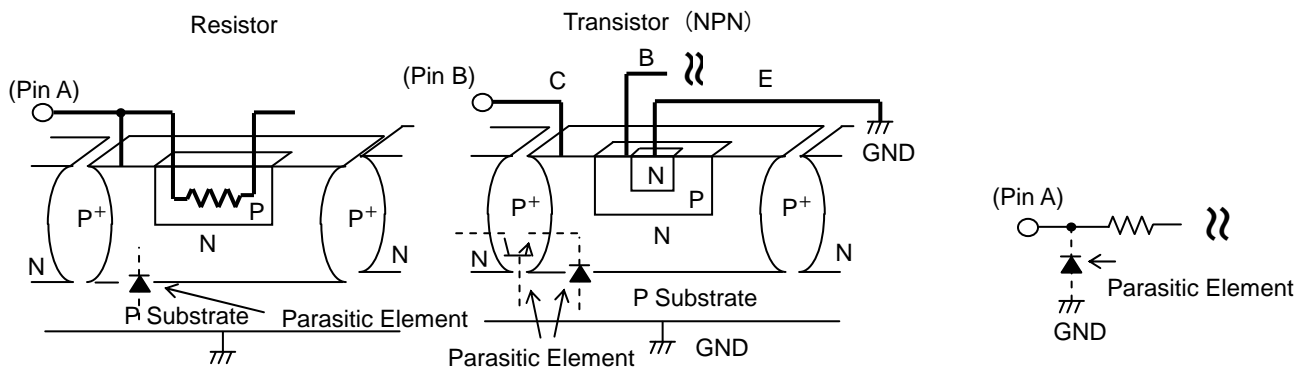 Resistor
(Pin A)
P+
P
P+
N
N
N
P Substrate
Parasitic Element
Transistor（NPN）
(Pin B)
C
B
E
GND
N
P
P+
P+
N
N
N
P Substrate
Parasitic Element
GND
(Pin A)
Parasitic Element
GND